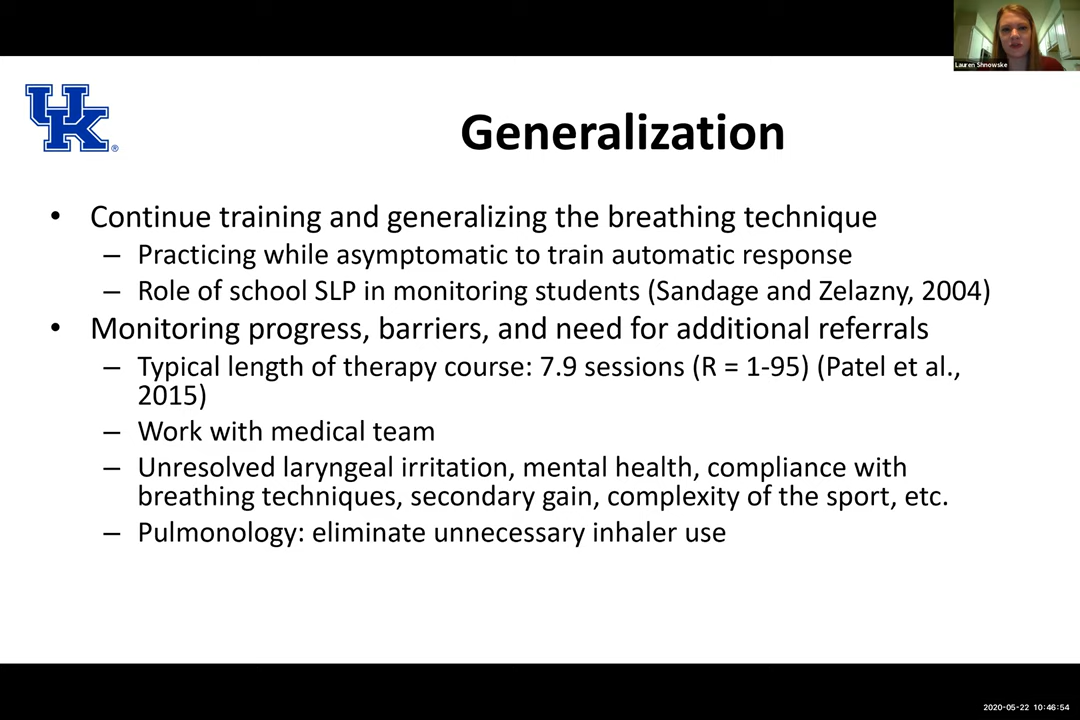 Lauren Shnowske
UK®
Generalization
• Continue training and generalizing the breathing technique
– Practicing while asymptomatic to train automatic response
– Role of school SLP in monitoring students (Sandage and Zelazny, 2004)
• Monitoring progress, barriers, and need for additional referrals
– Typical length of therapy course: 7.9 sessions (R = 1-95) (Patel et al.,
2015)
– Work with medical team
– Unresolved laryngeal irritation, mental health, compliance with
breathing techniques, secondary gain, complexity of the sport, etc.
– Pulmonology: eliminate unnecessary inhaler use
2020-05-22 10:46:54